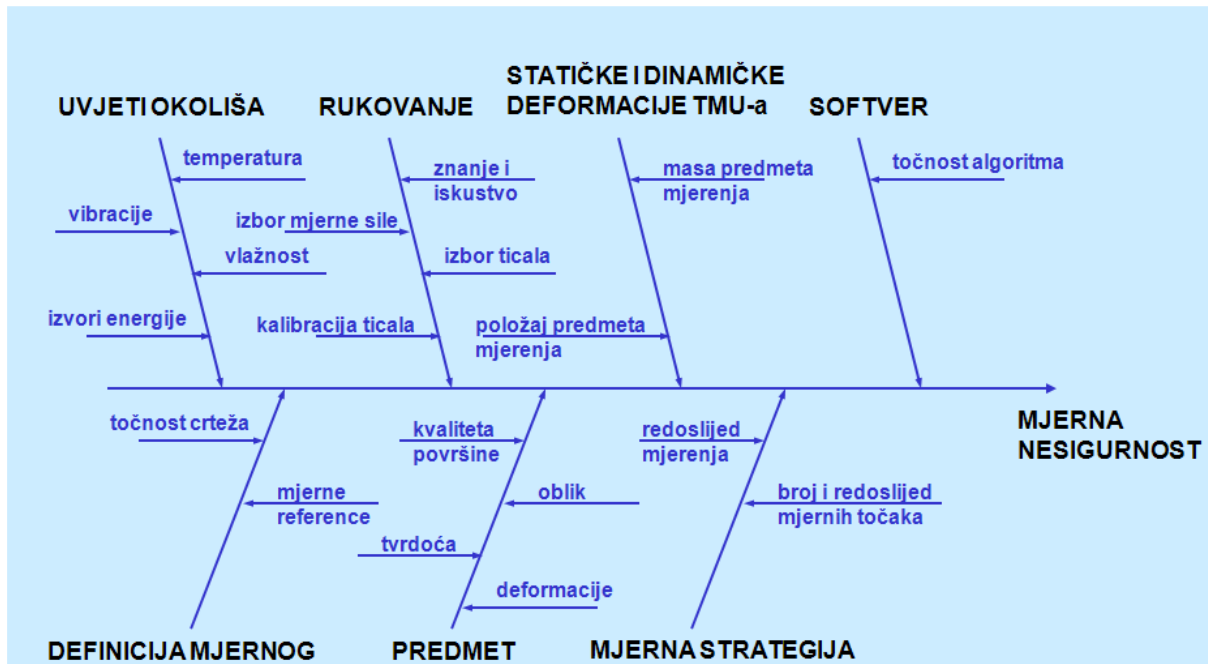 STATIČKE I DINAMIČKE
UVJETI OKOLIŠA
RUKOVANJE
DEFORMACIJE TMU-a
SOFTVER
temperatura
znanje i
iskustvo
masa predmeta
mjerenja
točnost algoritma
vibracije
izbor mjerne sile
vlažnost
izbor ticala
izvori energije
kalibracija ticala
položaj predmeta
mjerenja
MJERNA
NESIGURNOST
točnost crteža
kvaliteta
površine
redoslijed
mjerenja
mjerne
reference
oblik
broj i redoslijed
mjernih točaka
tvrdoća
deformacije
DEFINICIJA MJERNOG
PREDMET
MJERNA STRATEGIJA